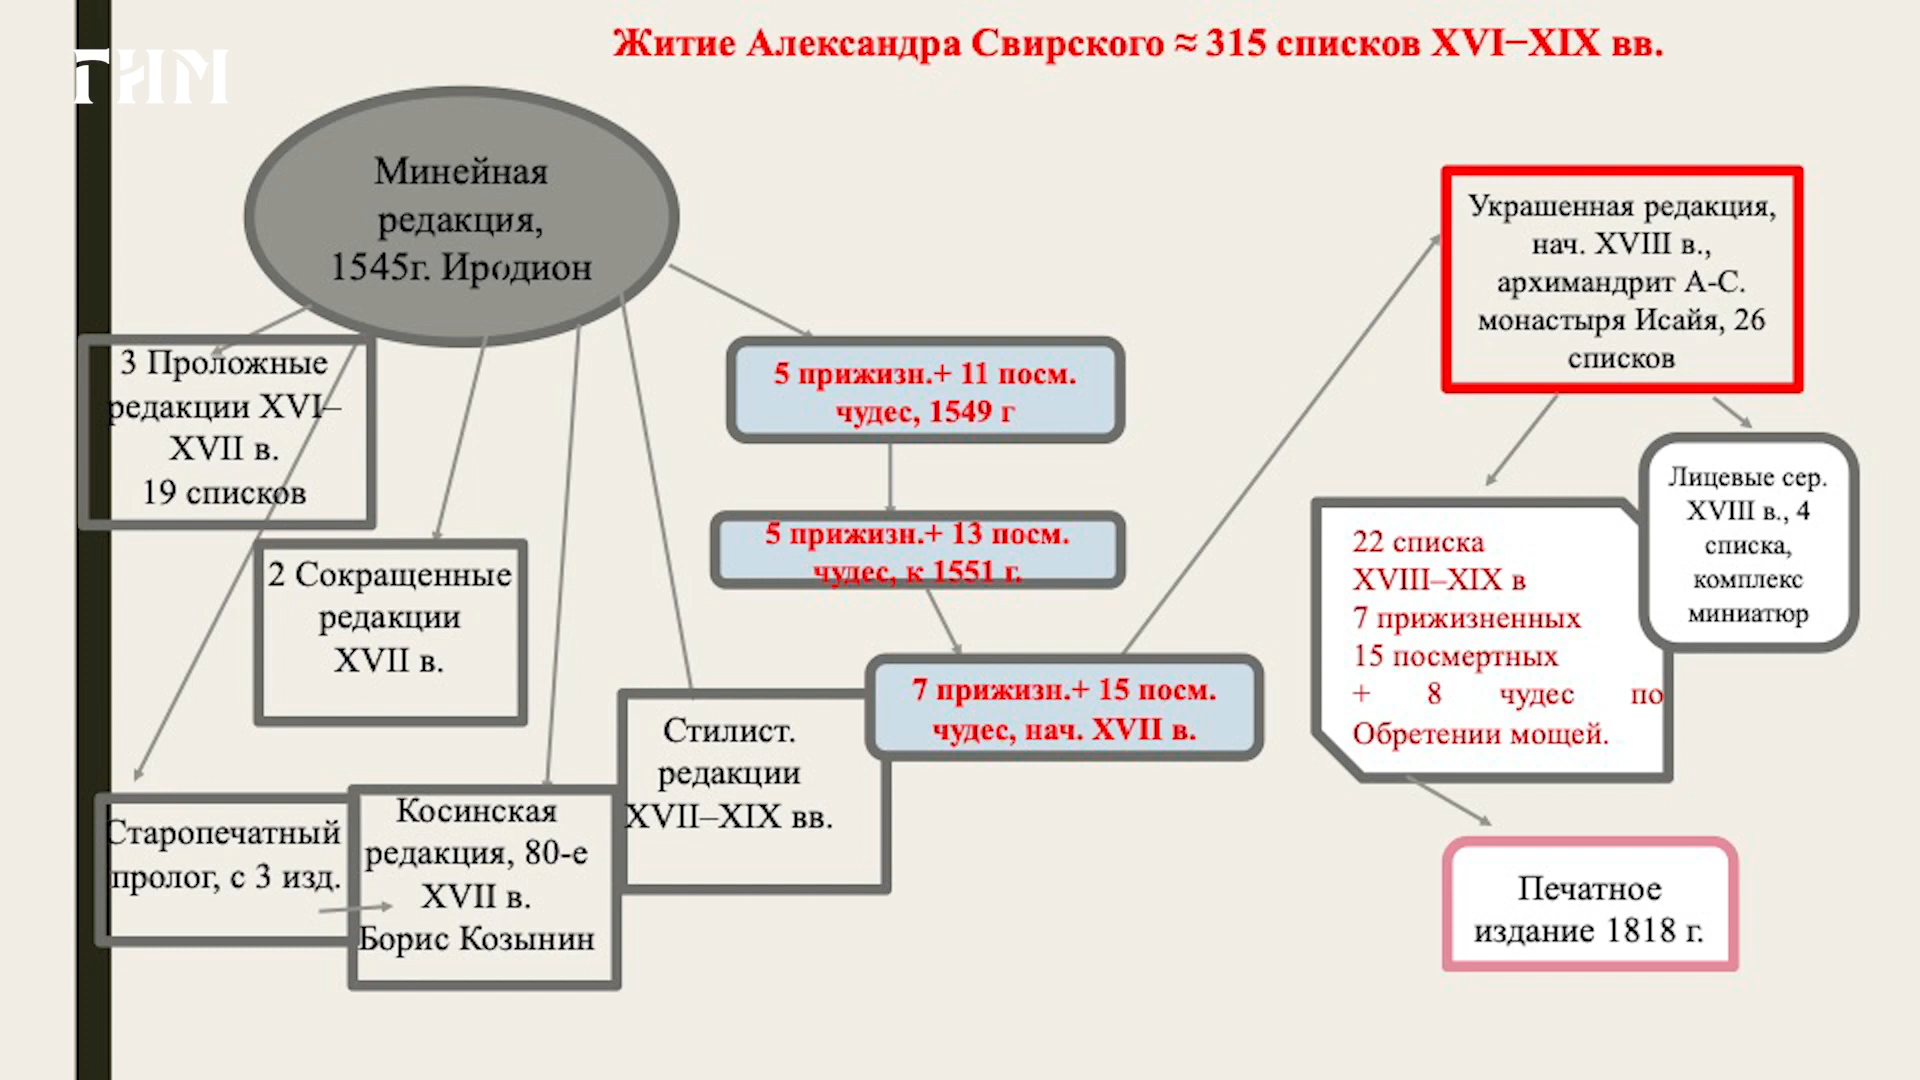 ГИМ
Житие Александра Свирского ≈ 315 списков XVI–XIX вв.
Минейная
редакция,
1545г. Иродион
3 Проложные
редакции XVI–
XVII в.
19 списков
2 Сокращенные
редакции
XVII в.
Старопечатный
пролог, с 3 изд.
Косинская
редакция, 80-е
XVII в.
Борис Козынин
Стилист.
редакции
XVII–XIX вв.
5 прижизн.+ 11 посм.
чудес, 1549 г
5 прижизн.+ 13 посм.
чудес, к 1551 г.
7 прижизн.+ 15 посм.
чудес, нач. XVII в.
Украшенная редакция,
нач. XVIII в.,
архимандрит А-С.
монастыря Исайя, 26
списков
22 списка
XVIII–XIX в
7 прижизненных
15 посмертных
+ 8 чудес по
Обретении мощей.
Лицевые сер.
XVIII в., 4
списка,
комплекс
миниатюр
Печатное
издание 1818 г.